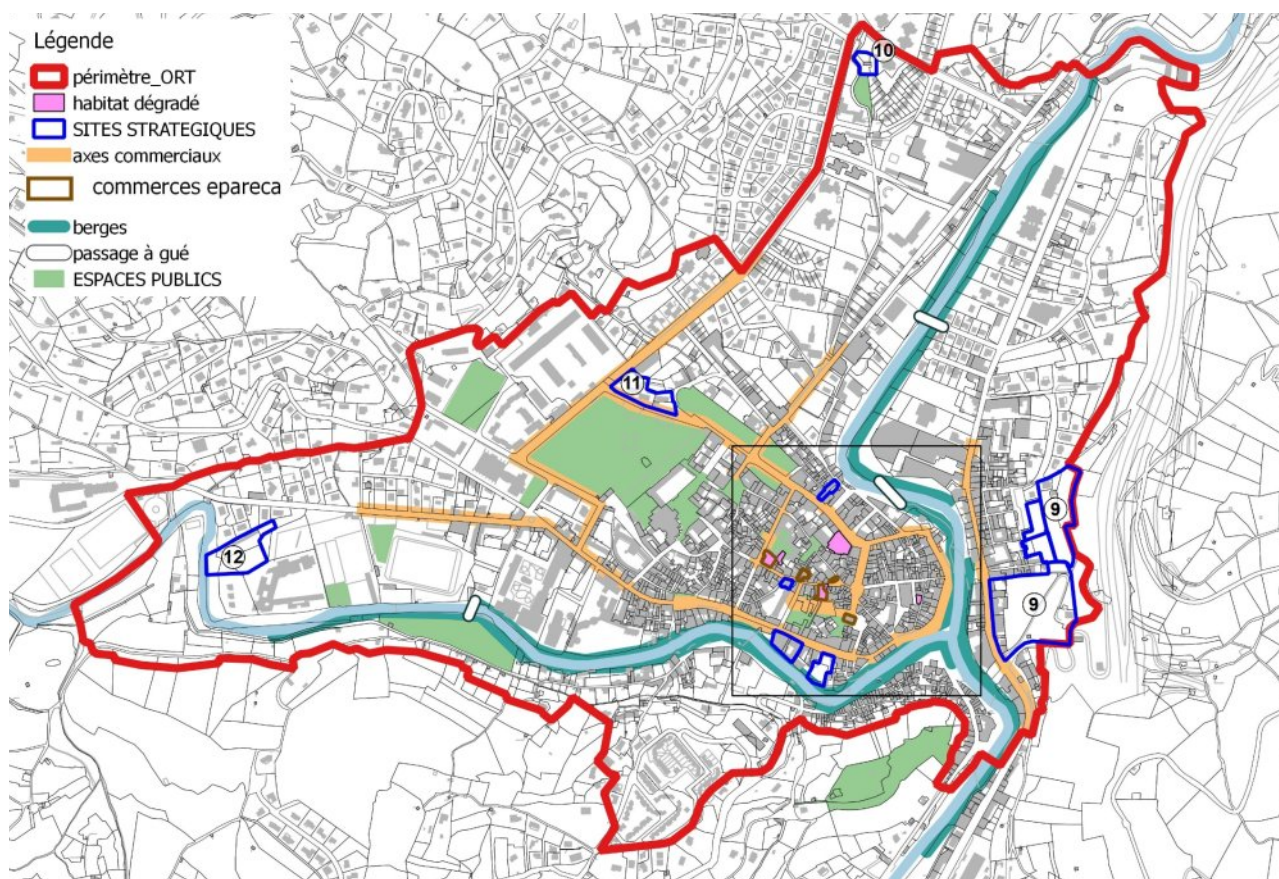 Légende
périmètre_ORT
habitat dégradé
SITES STRATEGIQUES
axes commerciaux
commerces epareca
berges
passage à gué
ESPACES PUBLICS
10
11
9
12
9